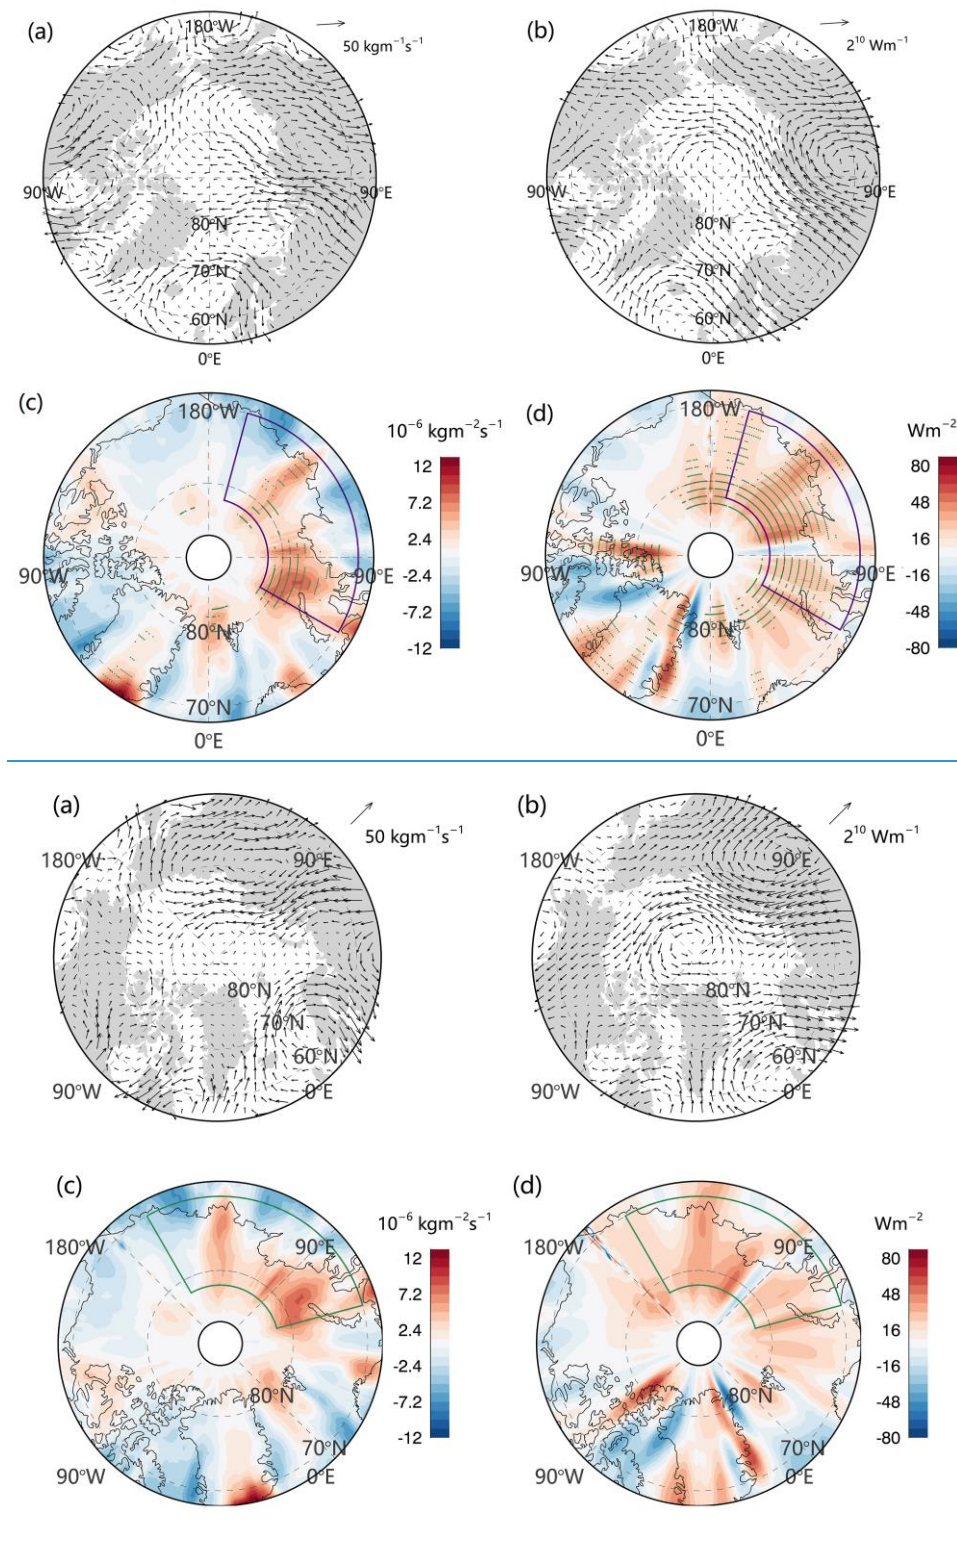 (a)
180°W
50 kgm⁻¹s⁻¹
90°W
90°E
80°N
70°N
60°N
0°E
(b)
180°W
2¹⁰ Wm⁻¹
90°W
90°E
80°N
70°N
60°N
0°E
(c)
180°W
10⁻⁶ kgm⁻²s⁻¹
12
7.2
2.4
-2.4
-7.2
-12
90°W
90°E
80°N
70°N
0°E
(d)
180°W
Wm⁻²
80
48
16
-16
-48
-80
90°W
90°E
80°N
70°N
0°E
(a)
50 kgm⁻¹s⁻¹
180°W
90°E
80°N
70°N
60°N
90°W
0°E
(b)
2¹⁰ Wm⁻¹
180°W
90°E
80°N
70°N
60°N
90°W
0°E
(c)
10⁻⁶ kgm⁻²s⁻¹
180°W
90°E
12
7.2
2.4
-2.4
-7.2
-12
80°N
70°N
90°W
0°E
(d)
Wm⁻²
180°W
90°E
80
48
16
-16
-48
-80
80°N
70°N
90°W
0°E